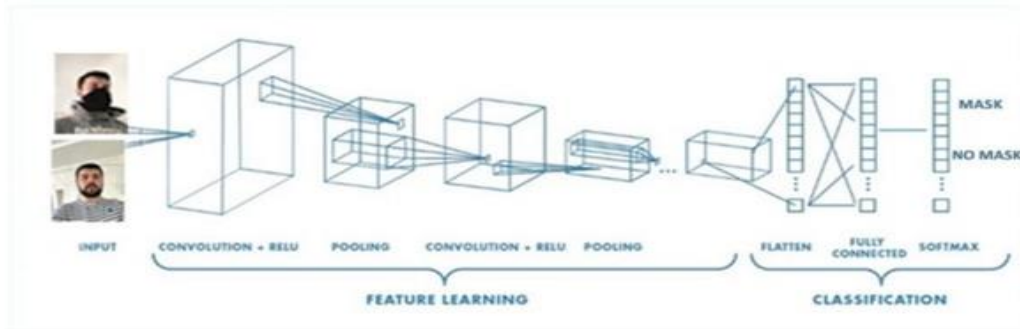 MASK
NO MASK
INPUT
CONVOLUTION + RELU
POOLING
CONVOLUTION + RELU
POOLING
FLATTEN
FULLY
CONNECTED
SOFTMAX
FEATURE LEARNING
CLASSIFICATION